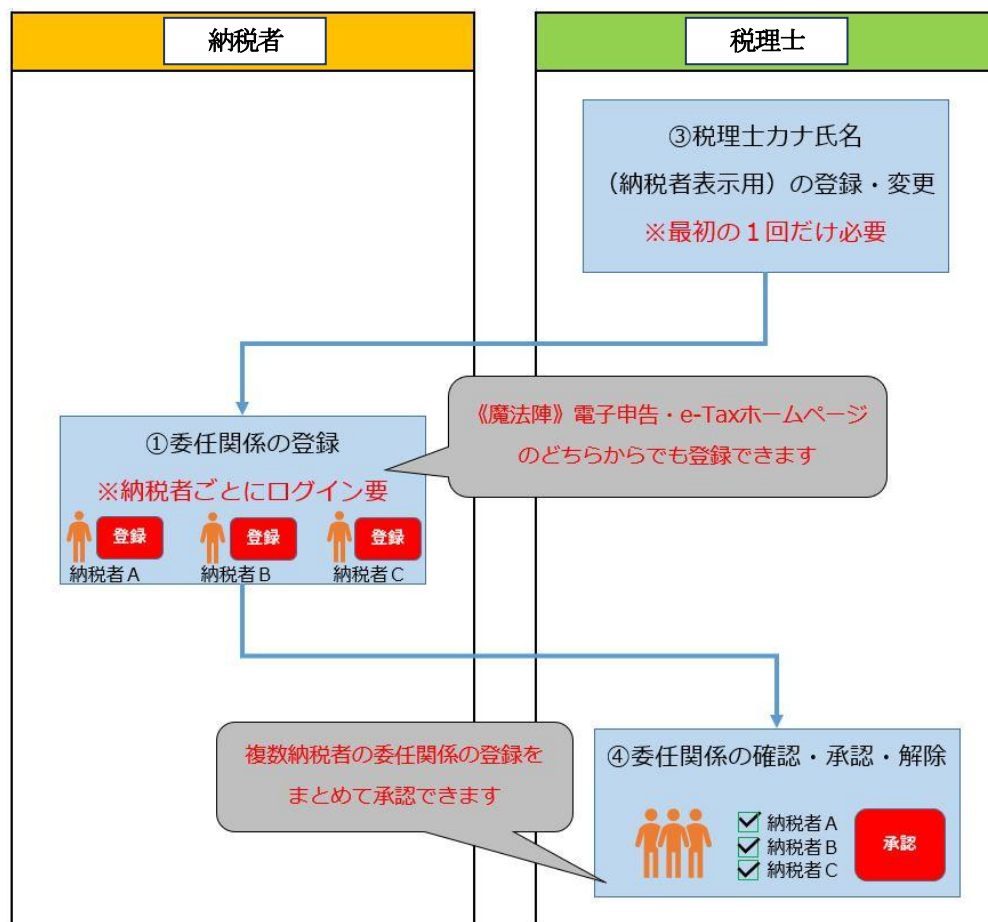 納税者
税理士
③税理士カナ氏名
（納税者表示用）の登録・変更
※最初の１回だけ必要
《魔法陣》電子申告・e-Taxホームページ
のどちらからでも登録できます
①委任関係の登録
※納税者ごとにログイン要
登録
登録
登録
納税者Ａ
納税者Ｂ
納税者Ｃ
複数納税者の委任関係の登録を
まとめて承認できます
④委任関係の確認・承認・解除
納税者Ａ
納税者Ｂ
納税者Ｃ
承認